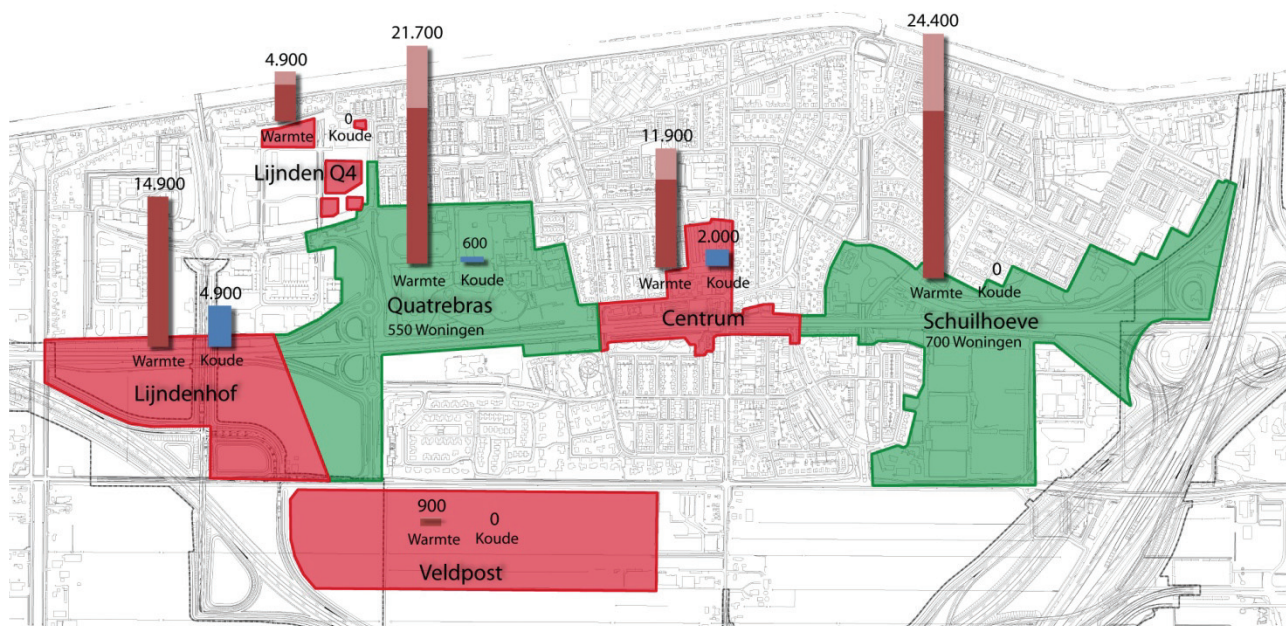 24.400
21.700
4.900
0
Warmte Koude
11.900
Lijnden Q4
14.900
2.000
600
0
Warmte Koude
Warmte Koude
Warmte Koude
4.900
Quatrebras
Centrum
Schuilhoeve
550 Woningen
700 Woningen
Warmte Koude
Lijndenhof
900 0
Warmte Koude
Veldpost